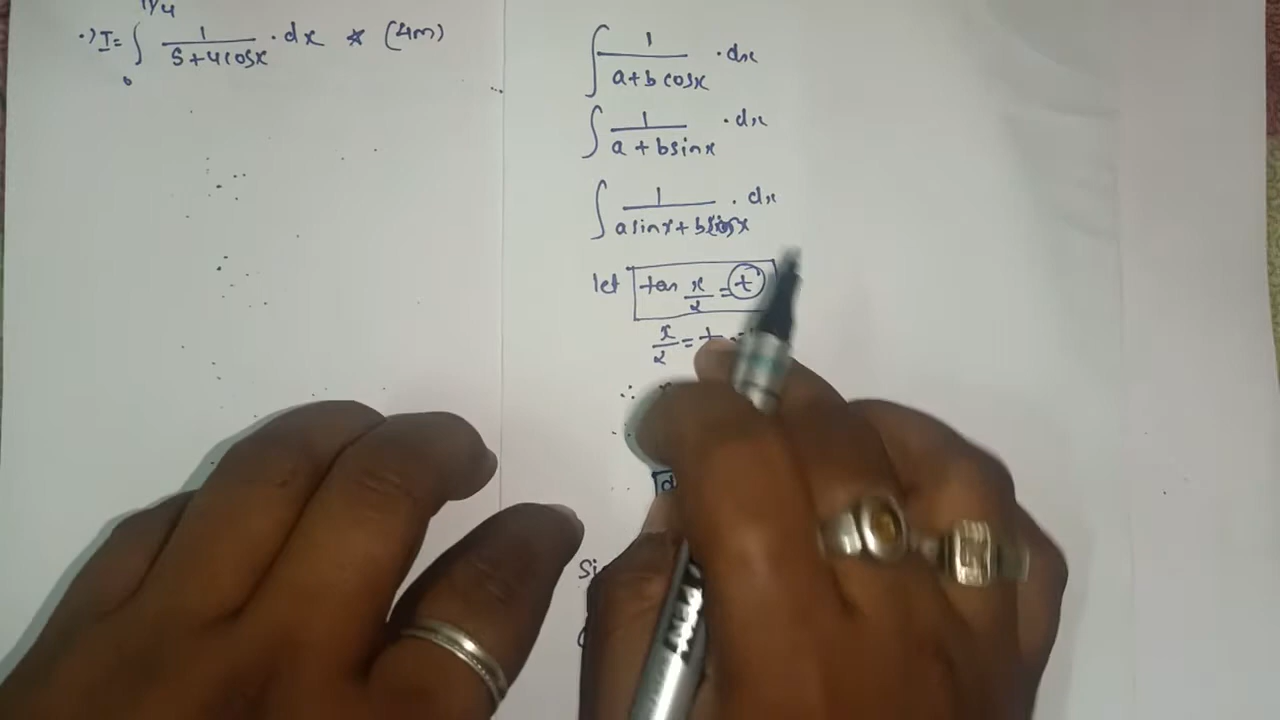 π/4
·) I = ∫ 1/(5+4cosx) · dx * (4m)
0
∫ 1/(a+b cosx) · dx
∫ 1/(a + bsinx) · dx
∫ 1/(asinx + bcosx) · dx
let tan x/2 = t
x/2 =
∴
d